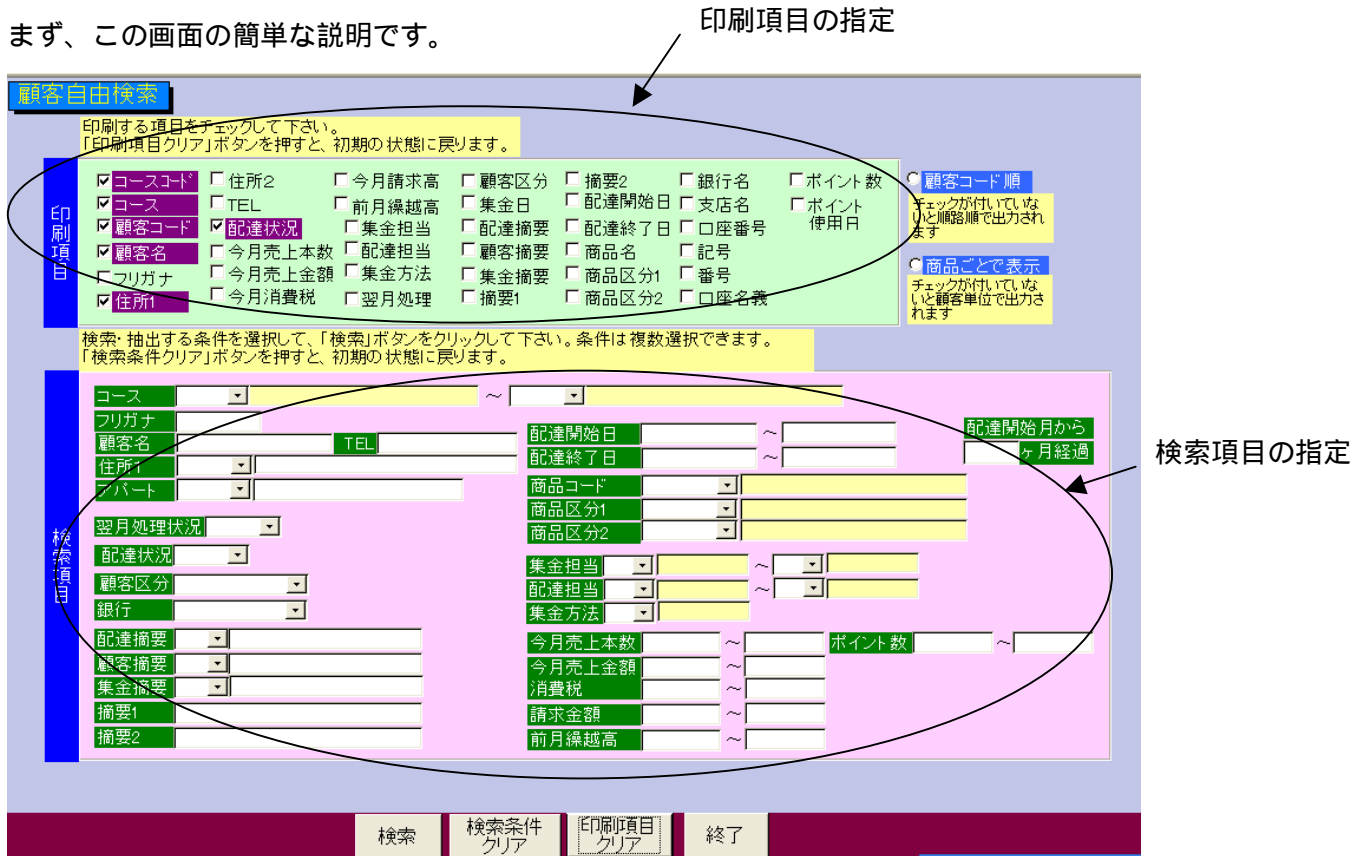 印刷項目の指定
まず、この画面の簡単な説明です。
顧客自由検索
印刷する項目をチェックして下さい。
「印刷項目クリア」ボタンを押すと、初期の状態に戻ります。
印刷項目
コースコード 住所2 今月請求高 顧客区分 摘要2 銀行名 ポイント数
コース TEL 前月繰越高 集金日 配達開始日 支店名 ポイント使用日
顧客コード 配達状況 集金担当 配達摘要 配達終了日 口座番号
顧客名 今月売上本数 配達担当 顧客摘要 商品名 記号
フリガナ 今月売上金額 集金方法 集金摘要 商品区分1 番号
住所1 今月消費税 翌月処理 摘要1 商品区分2 口座名義
顧客コード順
チェックが付いていな
いと順路順で出力され
ます
商品ごとで表示
チェックが付いていな
いと顧客単位で出力さ
れます
検索・抽出する条件を選択して、「検索」ボタンをクリックして下さい。条件は複数選択できます。
「検索条件クリア」ボタンを押すと、初期の状態に戻ります。
検索項目
コース ～
フリガナ
顧客名 TEL
住所1
アパート
翌月処理状況
配達状況
顧客区分
銀行
配達摘要
顧客摘要
集金摘要
摘要1
摘要2
配達開始日 ～
配達終了日 ～
配達開始月から
ヶ月経過
商品コード
商品区分1
商品区分2
集金担当 ～
配達担当 ～
集金方法
今月売上本数 ～ ポイント数 ～
今月売上金額 ～
消費税 ～
請求金額 ～
前月繰越高 ～
検索項目の指定
検索 検索条件クリア 印刷項目クリア 終了